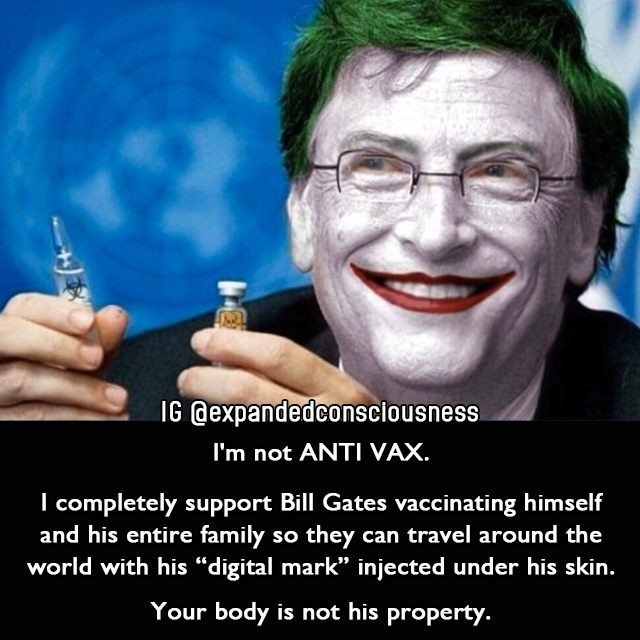 IG @expandedconsciousness
I'm not ANTI VAX.
I completely support Bill Gates vaccinating himself
and his entire family so they can travel around the
world with his “digital mark” injected under his skin.
Your body is not his property.